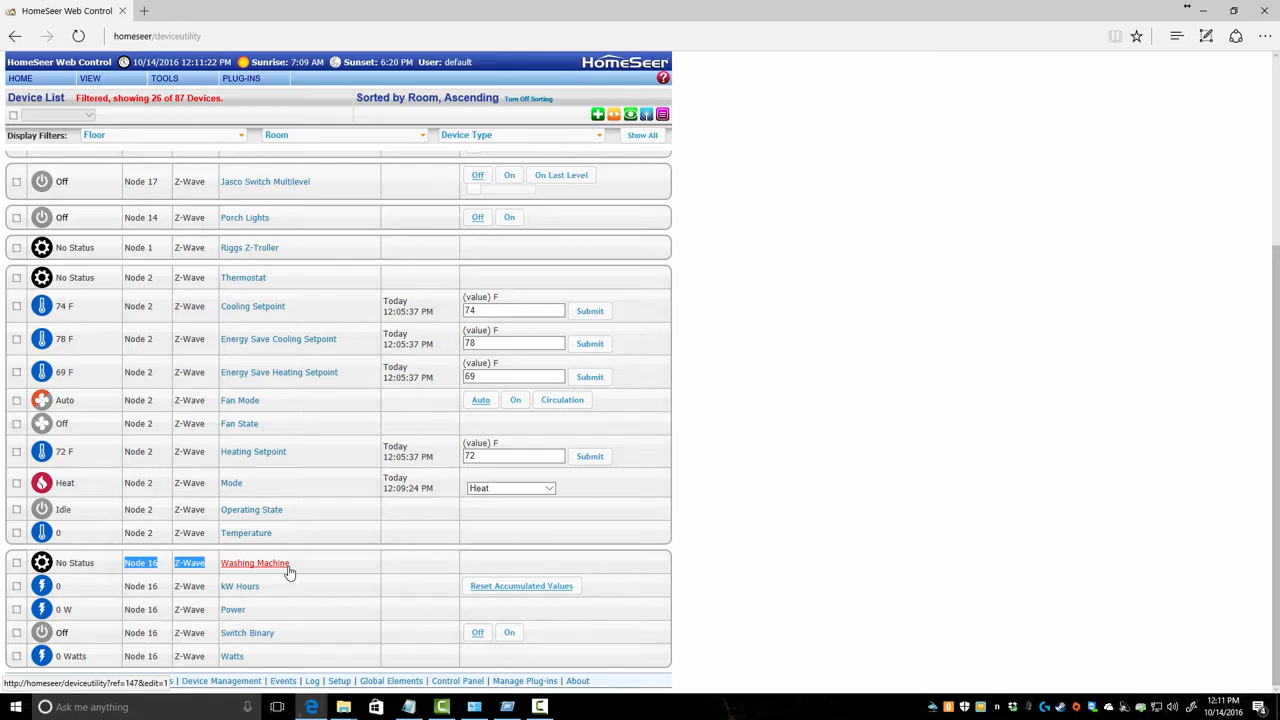 HomeSeer Web Control
homeseer/deviceutility
HomeSeer Web Control 10/14/2016 12:11:22 PM Sunrise: 7:09 AM Sunset: 6:20 PM User: default HomeSeer
HOME VIEW TOOLS PLUG-INS
Device List Filtered, showing 26 of 87 Devices. Sorted by Room, Ascending Turn Off Sorting
Display Filters: Floor Room Device Type Show All
Off Node 17 Z-Wave Jasco Switch Multilevel Off On On Last Level
Off Node 14 Z-Wave Porch Lights Off On
No Status Node 1 Z-Wave Riggs Z-Troller
No Status Node 2 Z-Wave Thermostat
74 F Node 2 Z-Wave Cooling Setpoint Today 12:05:37 PM (value) F 74 Submit
78 F Node 2 Z-Wave Energy Save Cooling Setpoint Today 12:05:37 PM (value) F 78 Submit
69 F Node 2 Z-Wave Energy Save Heating Setpoint Today 12:05:37 PM (value) F 69 Submit
Auto Node 2 Z-Wave Fan Mode Auto On Circulation
Off Node 2 Z-Wave Fan State
72 F Node 2 Z-Wave Heating Setpoint Today 12:05:37 PM (value) F 72 Submit
Heat Node 2 Z-Wave Mode Today 12:09:24 PM Heat
Idle Node 2 Z-Wave Operating State
0 Node 2 Z-Wave Temperature
No Status Node 16 Z-Wave Washing Machine
0 Node 16 Z-Wave kW Hours Reset Accumulated Values
0 W Node 16 Z-Wave Power
Off Node 16 Z-Wave Switch Binary Off On
0 Watts Node 16 Z-Wave Watts
http://homeseer/deviceutility?ref=147&edit=1 s Device Management Events Log Setup Global Elements Control Panel Manage Plug-ins About
Ask me anything
12:11 PM
10/14/2016